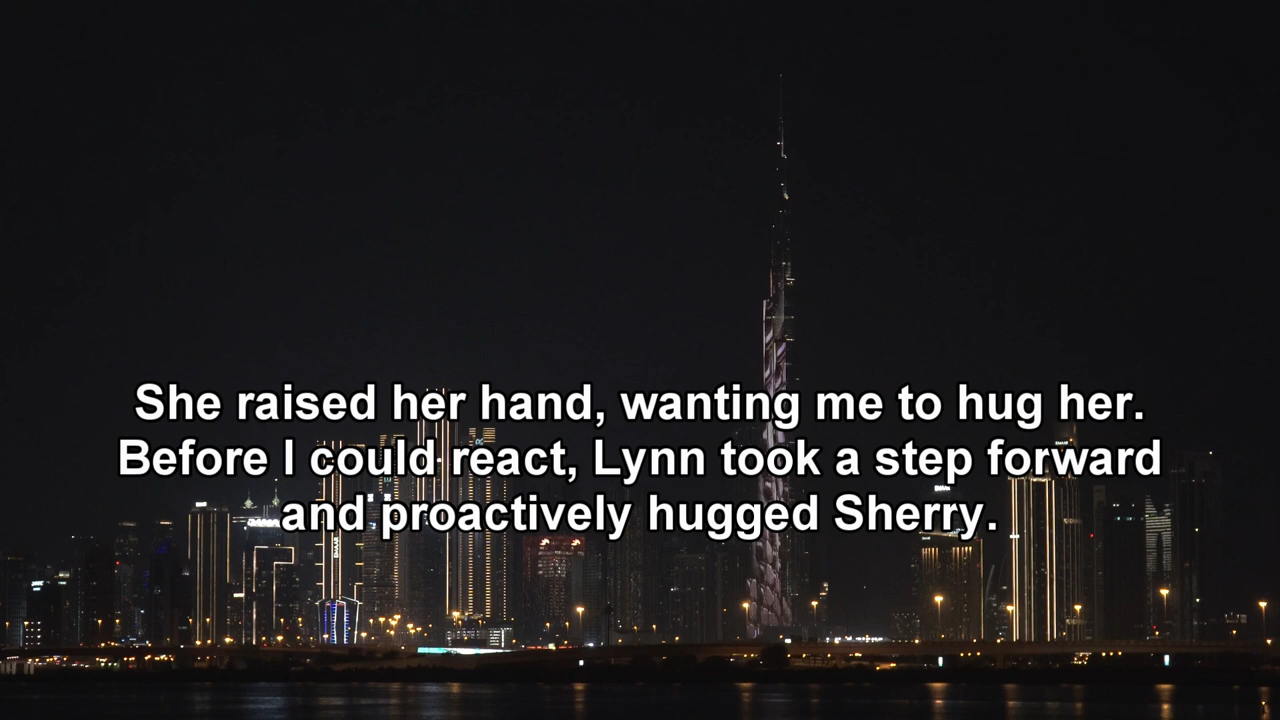 She raised her hand, wanting me to hug her.
Before I could react, Lynn took a step forward
and proactively hugged Sherry.